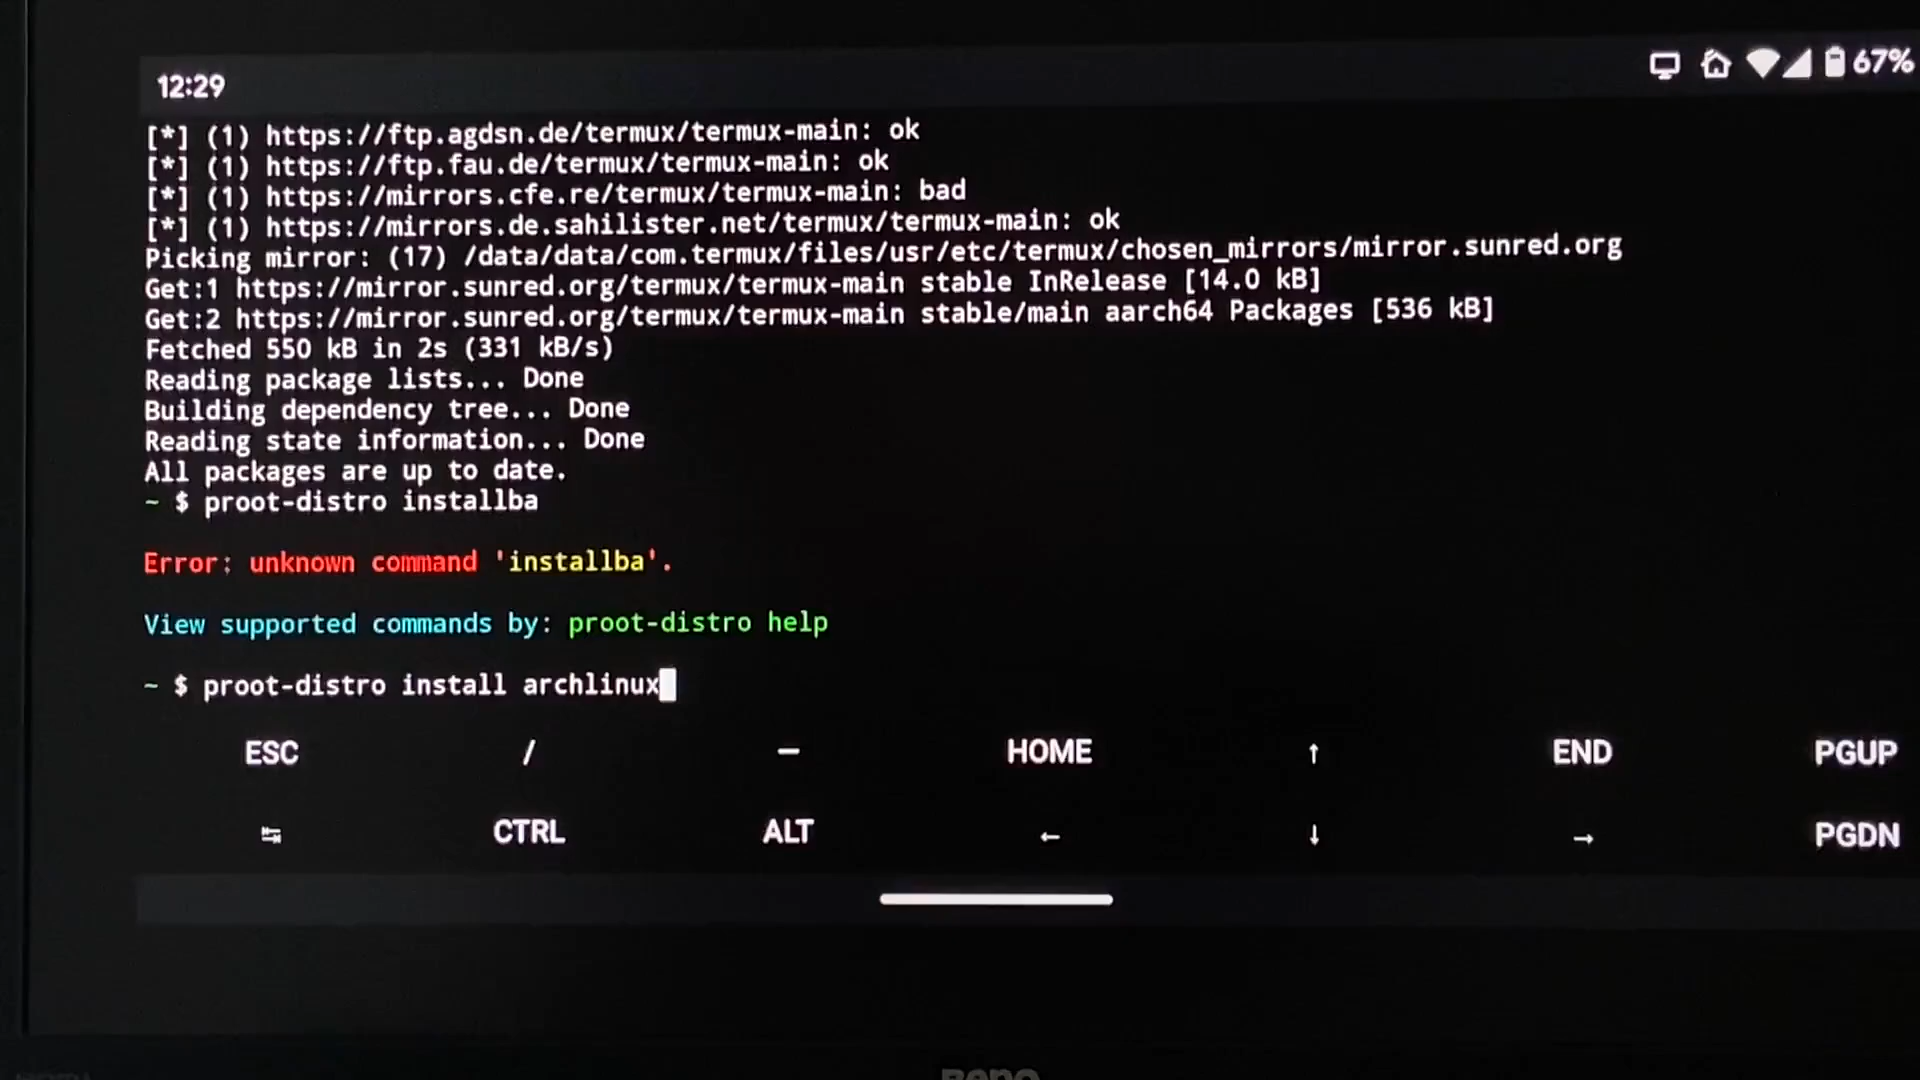 12:29
67%
[*] (1) https://ftp.agdsn.de/termux/termux-main: ok
[*] (1) https://ftp.fau.de/termux/termux-main: ok
[*] (1) https://mirrors.cfe.re/termux/termux-main: bad
[*] (1) https://mirrors.de.sahilister.net/termux/termux-main: ok
Picking mirror: (17) /data/data/com.termux/files/usr/etc/termux/chosen_mirrors/mirror.sunred.org
Get:1 https://mirror.sunred.org/termux/termux-main stable InRelease [14.0 kB]
Get:2 https://mirror.sunred.org/termux/termux-main stable/main aarch64 Packages [536 kB]
Fetched 550 kB in 2s (331 kB/s)
Reading package lists... Done
Building dependency tree... Done
Reading state information... Done
All packages are up to date.
~ $ proot-distro installba
Error: unknown command 'installba'.
View supported commands by: proot-distro help
~ $ proot-distro install archlinux
ESC / — HOME ↑ END PGUP
↹ CTRL ALT ← ↓ → PGDN